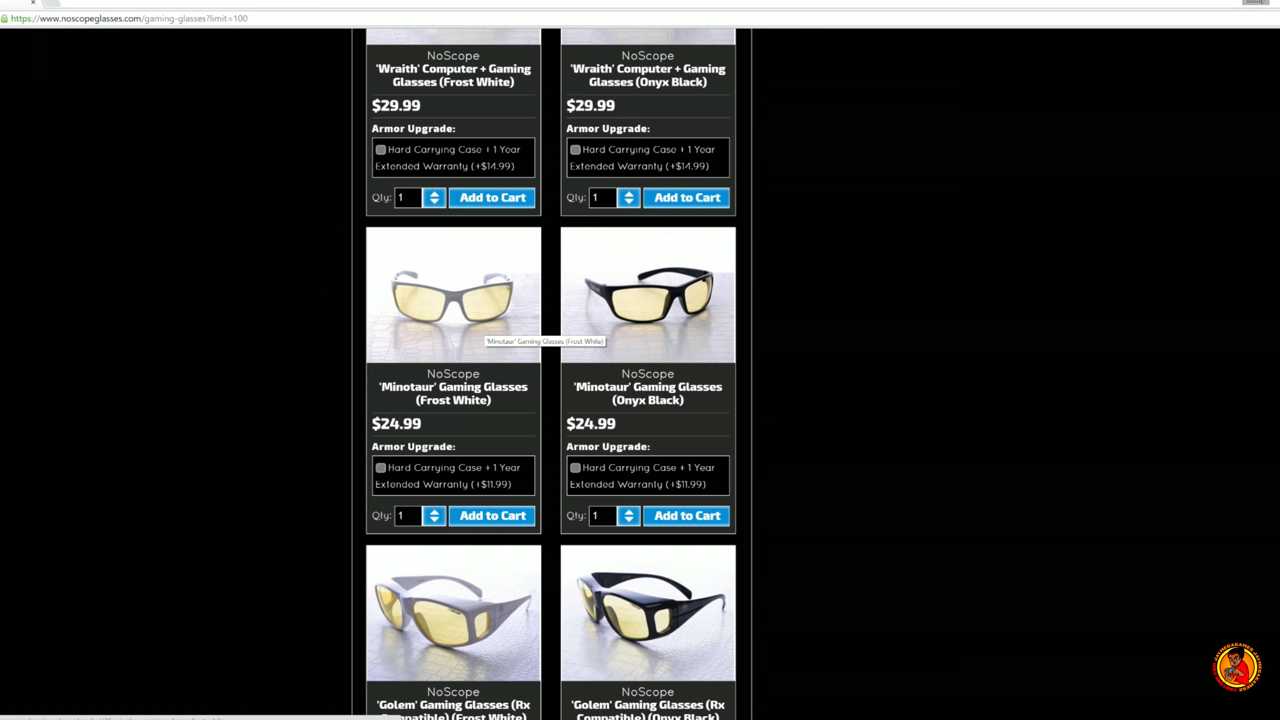 https://www.noscopeglasses.com/gaming-glasses?limit=100
NoScope
'Wraith' Computer + Gaming
Glasses (Frost White)
$29.99
Armor Upgrade:
Hard Carrying Case + 1 Year
Extended Warranty (+$14.99)
Qty: 1 Add to Cart
NoScope
'Wraith' Computer + Gaming
Glasses (Onyx Black)
$29.99
Armor Upgrade:
Hard Carrying Case + 1 Year
Extended Warranty (+$14.99)
Qty: 1 Add to Cart
'Minotaur' Gaming Glasses (Frost White)
NoScope
'Minotaur' Gaming Glasses
(Frost White)
$24.99
Armor Upgrade:
Hard Carrying Case + 1 Year
Extended Warranty (+$11.99)
Qty: 1 Add to Cart
NoScope
'Minotaur' Gaming Glasses
(Onyx Black)
$24.99
Armor Upgrade:
Hard Carrying Case + 1 Year
Extended Warranty (+$11.99)
Qty: 1 Add to Cart
NoScope
'Golem' Gaming Glasses (Rx
Compatible) (Frost White)
NoScope
'Golem' Gaming Glasses (Rx
Compatible) (Onyx Black)